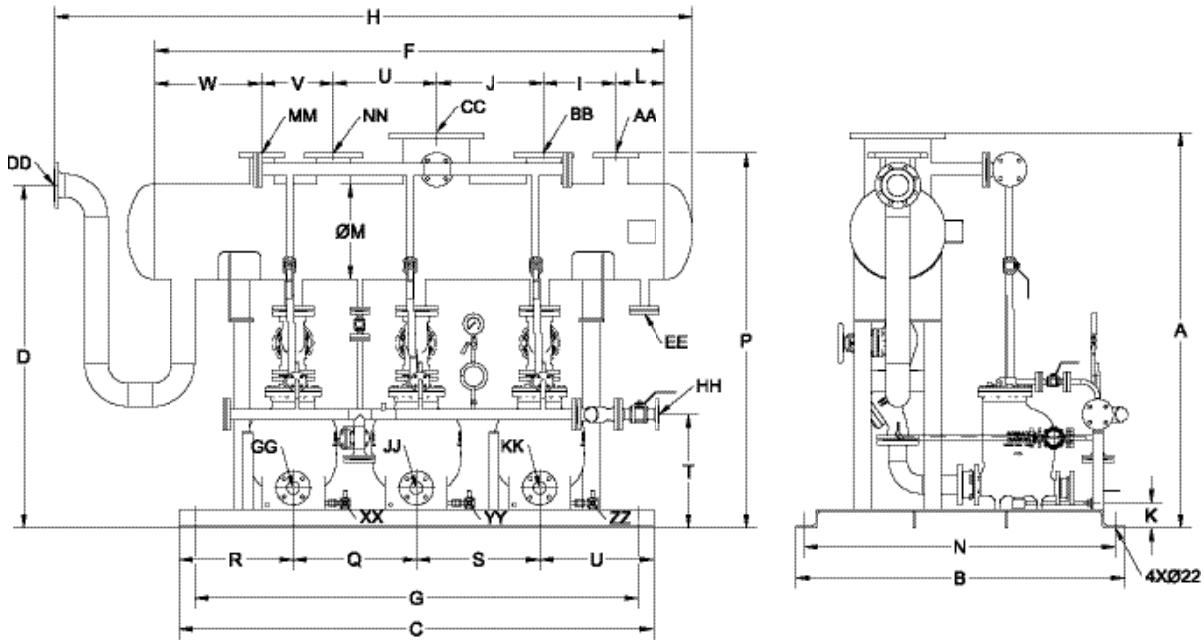 H
F
W V U J I L
CC
MM NN BB AA
DD
ØM
D
P
A
EE
HH
GG JJ KK
T
XX YY ZZ
K
R Q S U
N
4XØ22
B
G
C